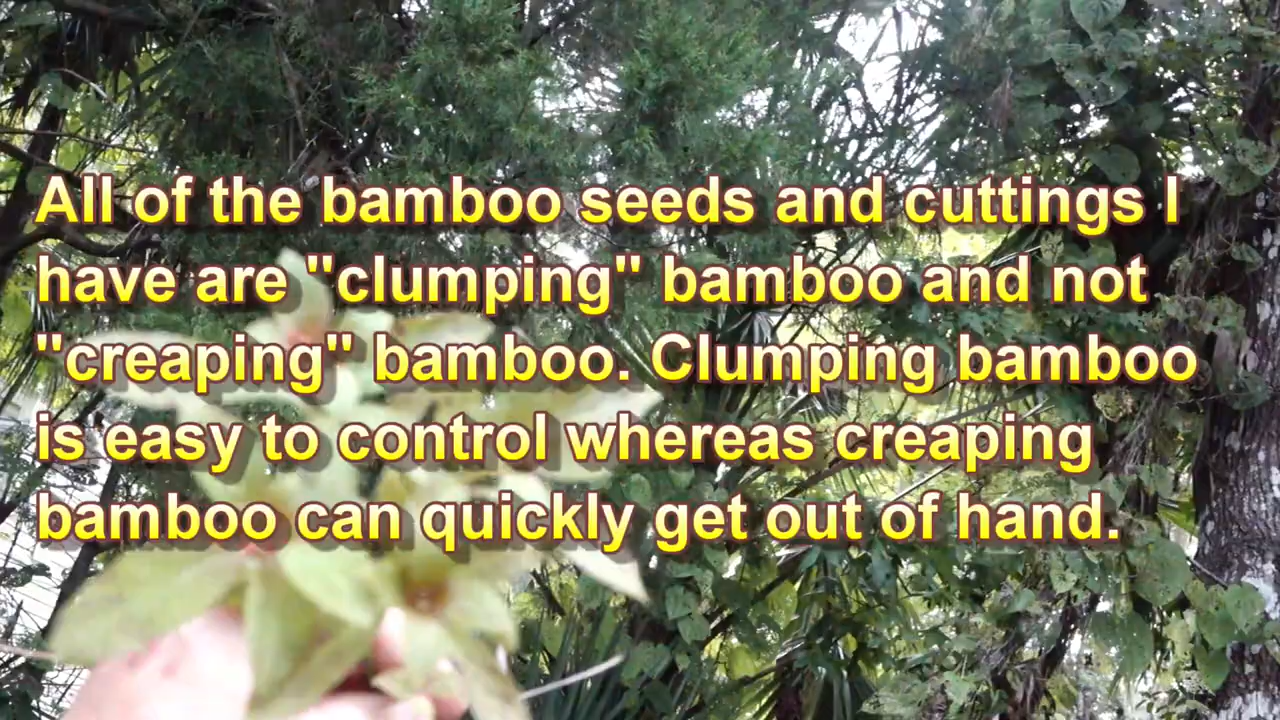 All of the bamboo seeds and cuttings I
have are "clumping" bamboo and not
"creaping" bamboo. Clumping bamboo
is easy to control whereas creaping
bamboo can quickly get out of hand.